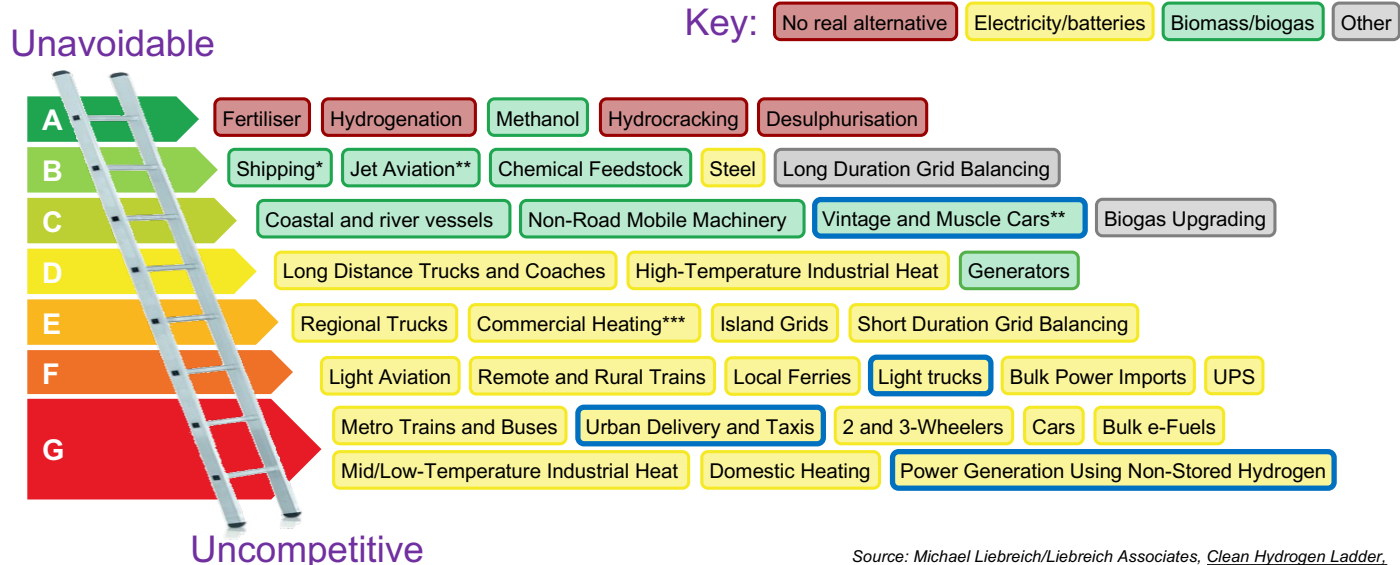 Key: No real alternative Electricity/batteries Biomass/biogas Other
Unavoidable
A Fertiliser Hydrogenation Methanol Hydrocracking Desulphurisation
B Shipping* Jet Aviation** Chemical Feedstock Steel Long Duration Grid Balancing
C Coastal and river vessels Non-Road Mobile Machinery Vintage and Muscle Cars** Biogas Upgrading
D Long Distance Trucks and Coaches High-Temperature Industrial Heat Generators
E Regional Trucks Commercial Heating*** Island Grids Short Duration Grid Balancing
F Light Aviation Remote and Rural Trains Local Ferries Light trucks Bulk Power Imports UPS
G Metro Trains and Buses Urban Delivery and Taxis 2 and 3-Wheelers Cars Bulk e-Fuels
Mid/Low-Temperature Industrial Heat Domestic Heating Power Generation Using Non-Stored Hydrogen
Uncompetitive
Source: Michael Liebreich/Liebreich Associates, Clean Hydrogen Ladder,